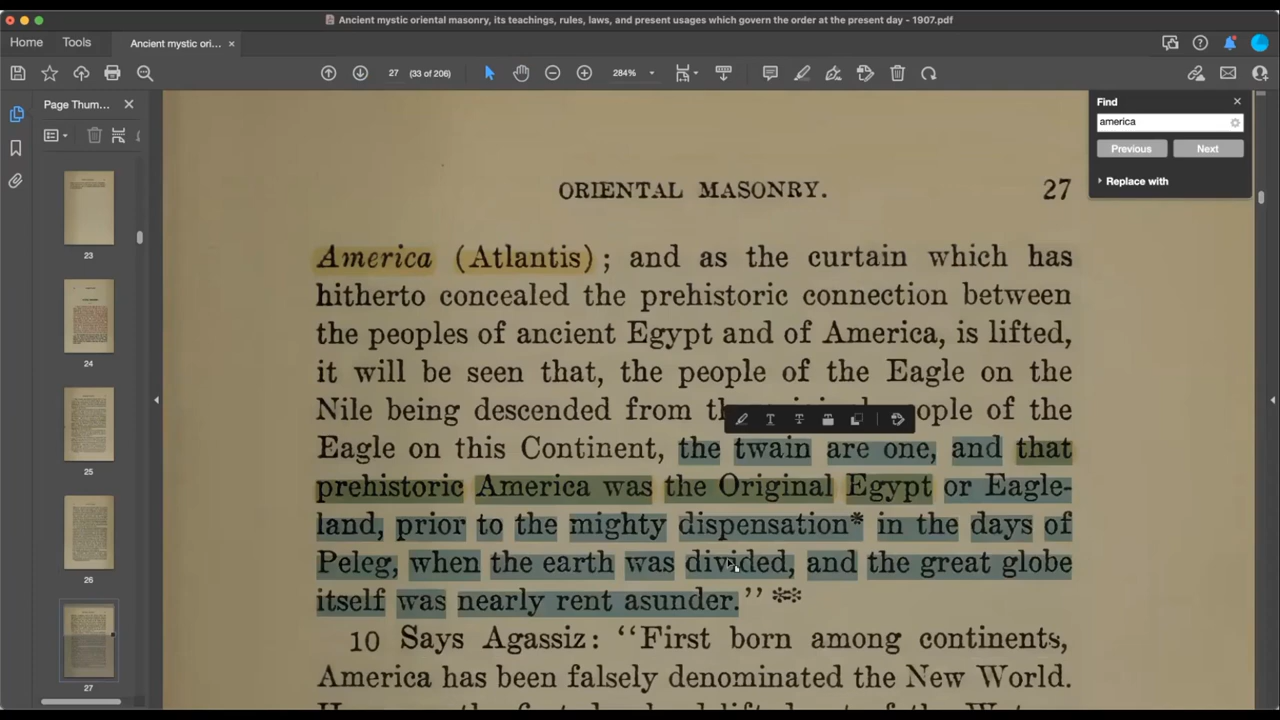 Ancient mystic oriental masonry, its teachings, rules, laws, and present usages which govern the order at the present day - 1907.pdf
Home Tools Ancient mystic ori... ×
27 (33 of 206) 284%
Page Thum...
23
24
25
26
27
Find
america
Previous Next
Replace with
ORIENTAL MASONRY. 27
America (Atlantis) ; and as the curtain which has
hitherto concealed the prehistoric connection between
the peoples of ancient Egypt and of America, is lifted,
it will be seen that, the people of the Eagle on the
Nile being descended from ople of the
Eagle on this Continent, the twain are one, and that
prehistoric America was the Original Egypt or Eagle-
land, prior to the mighty dispensation* in the days of
Peleg, when the earth was divided, and the great globe
itself was nearly rent asunder.’’ **
10 Says Agassiz: ‘‘First born among continents,
America has been falsely denominated the New World.